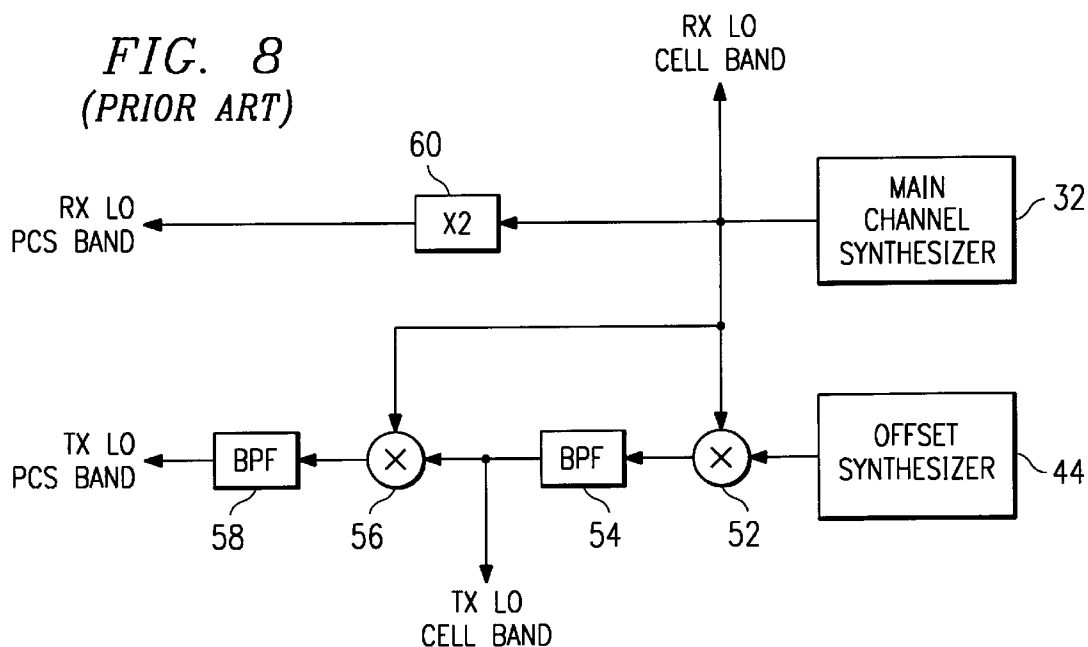 FIG. 8
(PRIOR ART)
RX LO
CELL BAND
60
X2
RX LO
PCS BAND
MAIN
CHANNEL
SYNTHESIZER
32
TX LO
PCS BAND
BPF
58
×
56
BPF
54
×
52
OFFSET
SYNTHESIZER
44
TX LO
CELL BAND